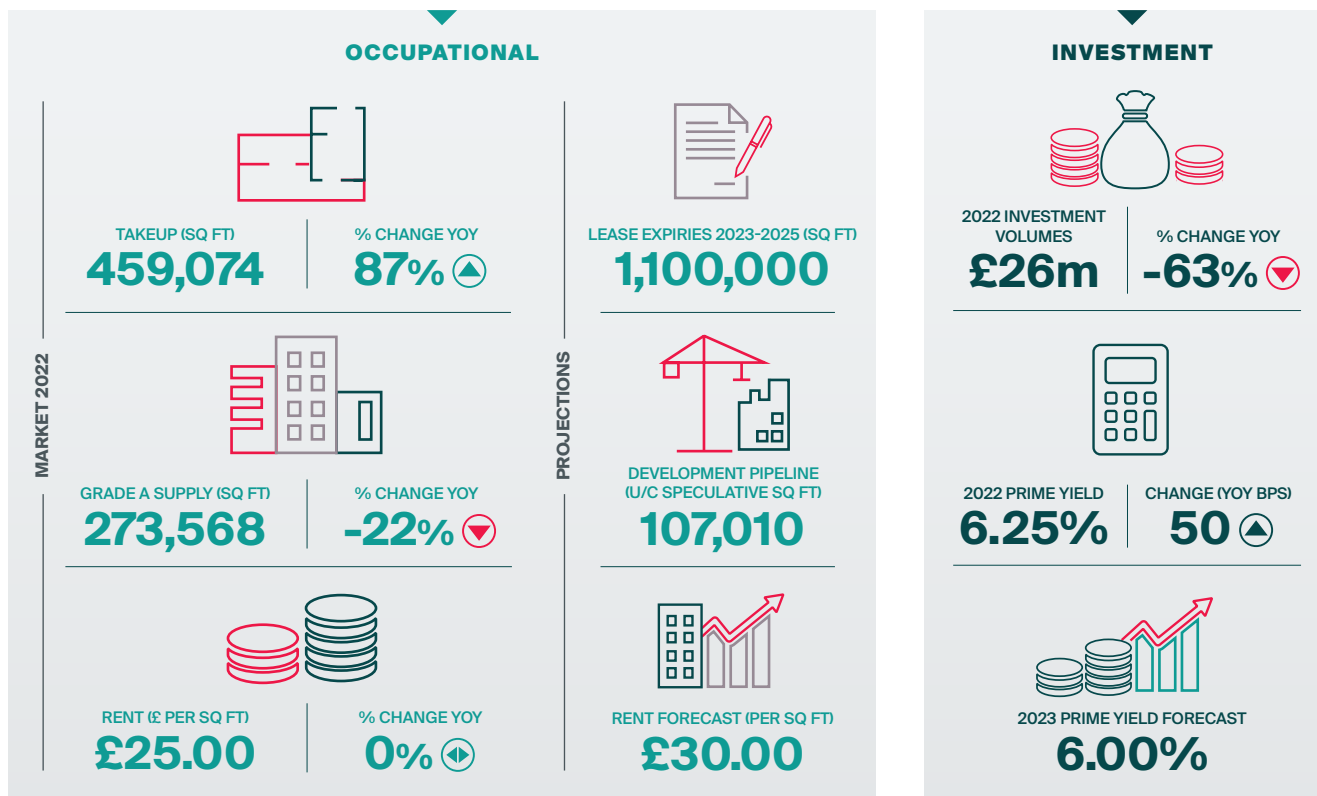 OCCUPATIONAL
MARKET 2022
TAKEUP (SQ FT)
459,074
% CHANGE YOY
87%
GRADE A SUPPLY (SQ FT)
273,568
% CHANGE YOY
-22%
RENT (£ PER SQ FT)
£25.00
% CHANGE YOY
0%
PROJECTIONS
LEASE EXPIRIES 2023-2025 (SQ FT)
1,100,000
DEVELOPMENT PIPELINE
(U/C SPECULATIVE SQ FT)
107,010
RENT FORECAST (PER SQ FT)
£30.00
INVESTMENT
2022 INVESTMENT
VOLUMES
£26m
% CHANGE YOY
-63%
2022 PRIME YIELD
6.25%
CHANGE (YOY BPS)
50
2023 PRIME YIELD FORECAST
6.00%